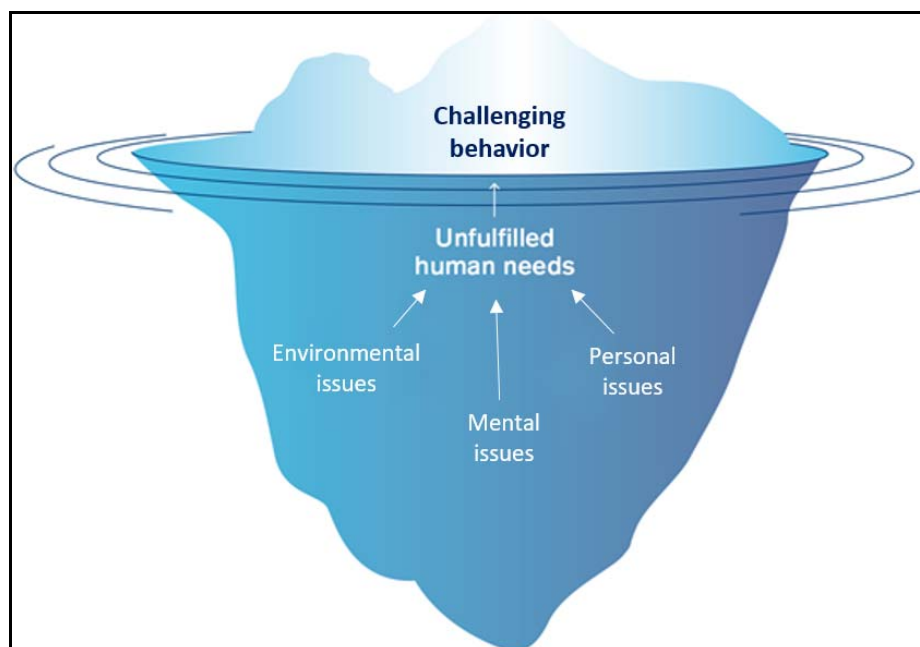 Challenging
behavior
Unfulfilled
human needs
Environmental
issues
Mental
issues
Personal
issues